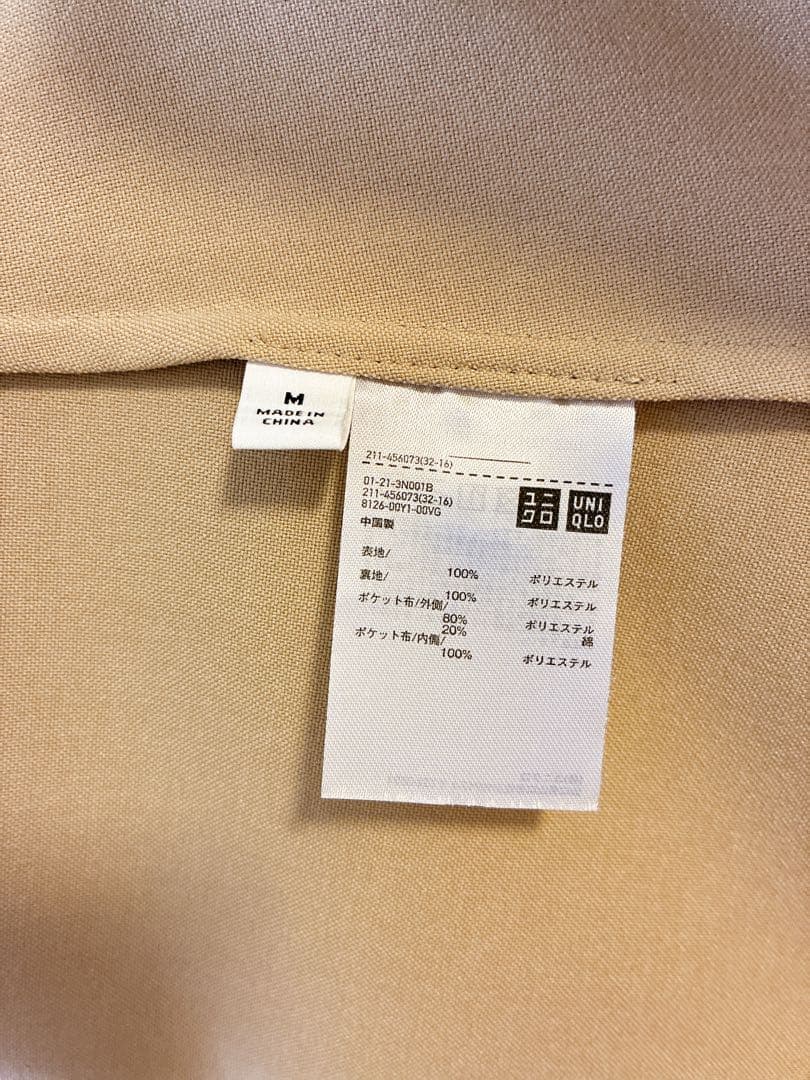 M
MADE IN
CHINA
211-456073(32-16)
01-21-3N001B
211-456073(32-16)
8126-00Y1-00VG
中国製
ユニ
クロ
UNI
QLO
表地/
100% ポリエステル
裏地/
100% ポリエステル
ポケット布/外側/
80% ポリエステル
20% 綿
ポケット布/内側/
100% ポリエステル